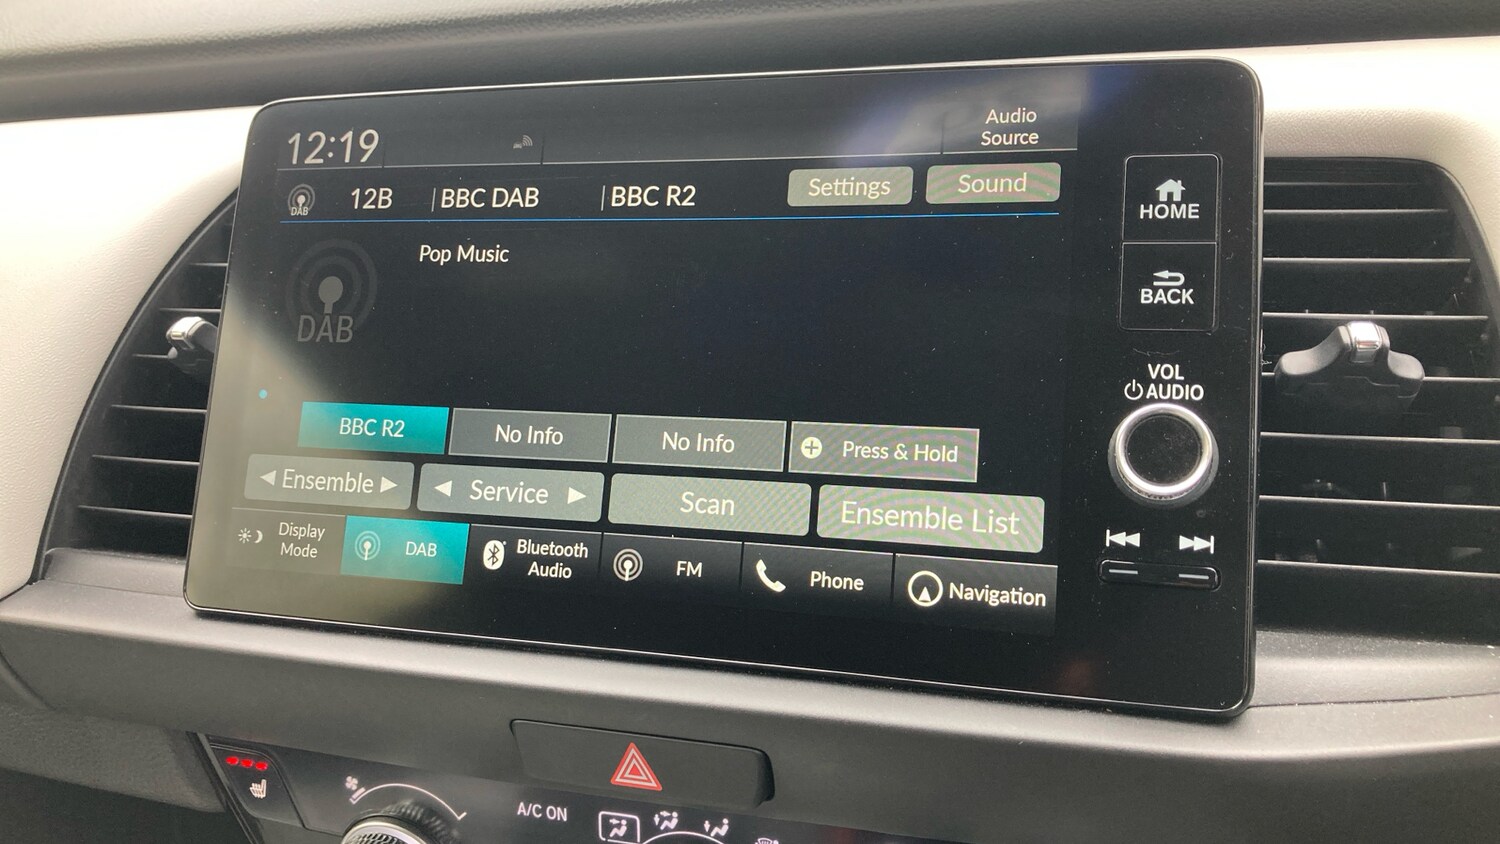 12:19
Audio
Source
DAB
12B
BBC DAB
BBC R2
Settings
Sound
HOME
DAB
Pop Music
BACK
VOL
AUDIO
BBC R2
No Info
No Info
Press & Hold
Ensemble
Service
Scan
Ensemble List
Display
Mode
DAB
Bluetooth
Audio
FM
Phone
Navigation
A/C ON